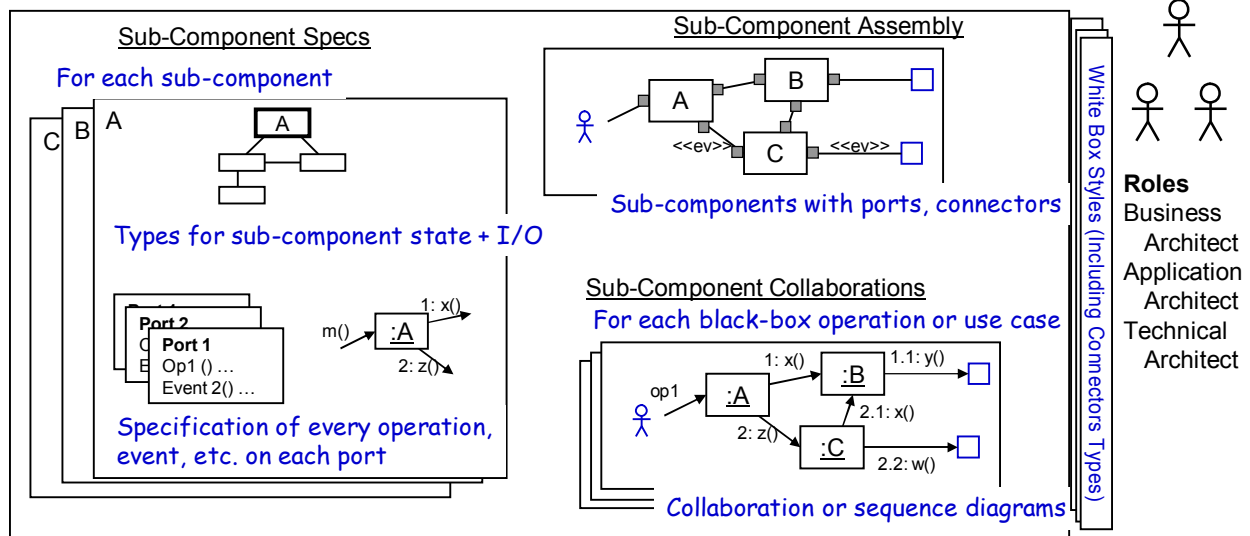 Sub-Component Specs
For each sub-component
C
B
A
A
Types for sub-component state + I/O
Port 2
Port 1
Op1 () …
Event 2() …
m()
:A
1: x()
2: z()
Specification of every operation,
event, etc. on each port
Sub-Component Assembly
A
B
C
<<ev>>
<<ev>>
Sub-components with ports, connectors
Sub-Component Collaborations
For each black-box operation or use case
op1
:A
1: x()
:B
1.1: y()
2: z()
2.1: x()
:C
2.2: w()
Collaboration or sequence diagrams
White Box Styles (Including Connectors Types)
Roles
Business
Architect
Application
Architect
Technical
Architect